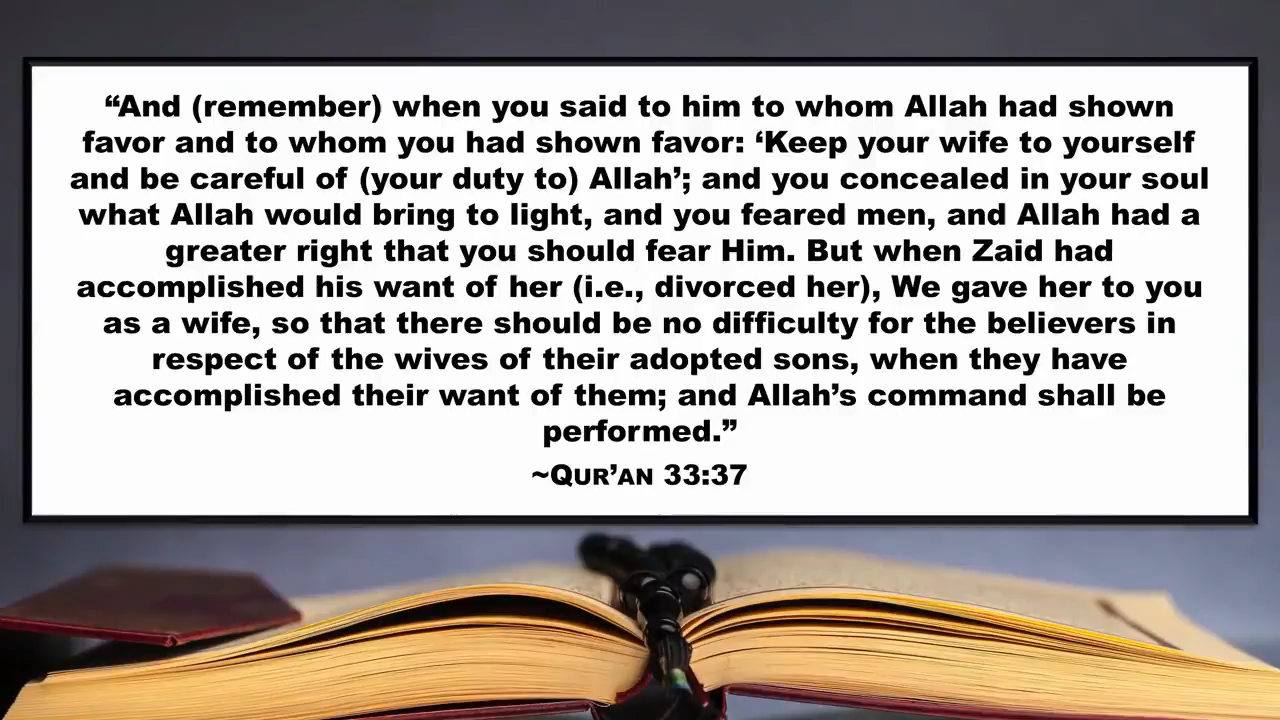 “And (remember) when you said to him to whom Allah had shown
favor and to whom you had shown favor: ‘Keep your wife to yourself
and be careful of (your duty to) Allah’; and you concealed in your soul
what Allah would bring to light, and you feared men, and Allah had a
greater right that you should fear Him. But when Zaid had
accomplished his want of her (i.e., divorced her), We gave her to you
as a wife, so that there should be no difficulty for the believers in
respect of the wives of their adopted sons, when they have
accomplished their want of them; and Allah’s command shall be
performed.”
~QUR’AN 33:37